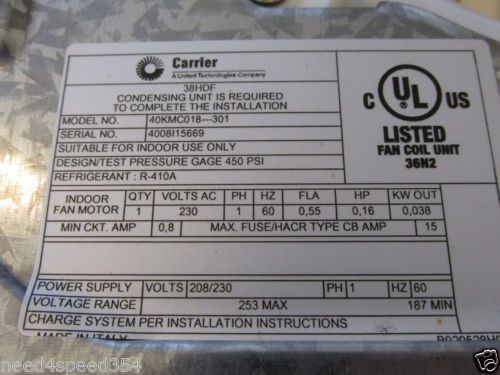 Carrier
A United Technologies Company
38HDF
CONDENSING UNIT IS REQUIRED
TO COMPLETE THE INSTALLATION
MODEL NO. 40KMC018---301
SERIAL NO. 4008I15669
SUITABLE FOR INDOOR USE ONLY
DESIGN/TEST PRESSURE GAGE 450 PSI
REFRIGERANT : R-410A
C UL US
LISTED
FAN COIL UNIT
36N2
INDOOR FAN MOTOR QTY VOLTS AC PH HZ FLA HP KW OUT
1 230 1 60 0,55 0,16 0,038
MIN CKT. AMP 0,8 MAX. FUSE/HACR TYPE CB AMP 15
POWER SUPPLY VOLTS 208/230 PH 1 HZ 60
VOLTAGE RANGE 253 MAX 187 MIN
CHARGE SYSTEM PER INSTALLATION INSTRUCTIONS
MADE IN ITALY
need4speed354 need4speed354